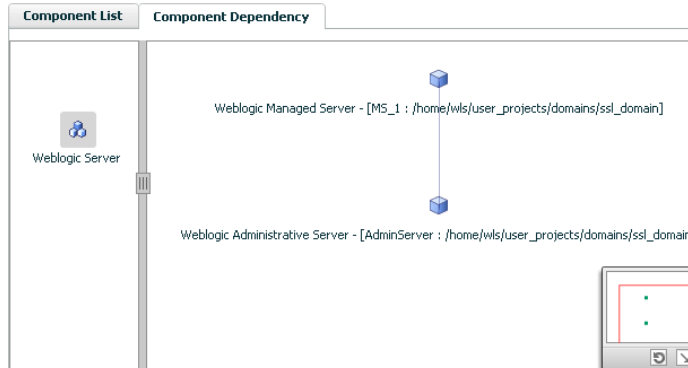 Component List
Component Dependency
Weblogic Managed Server - [MS_1 : /home/wls/user_projects/domains/ssl_domain]
Weblogic Server
Weblogic Administrative Server - [AdminServer : /home/wls/user_projects/domains/ssl_domain